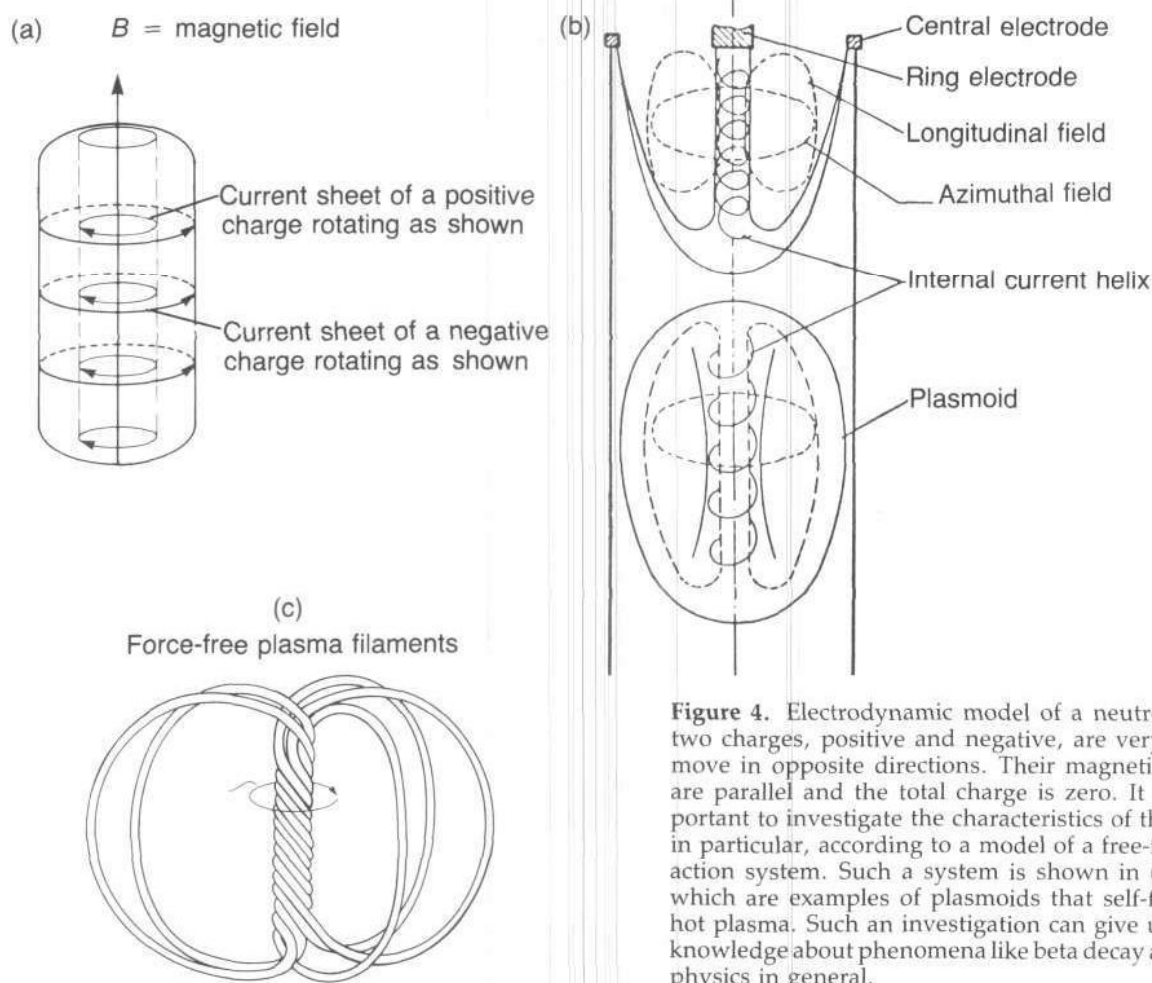 (a)
B = magnetic field
Current sheet of a positive
charge rotating as shown
Current sheet of a negative
charge rotating as shown
(b)
Central electrode
Ring electrode
Longitudinal field
Azimuthal field
Internal current helix
Plasmoid
(c)
Force-free plasma filaments
Figure 4. Electrodynamic model of a neutro
two charges, positive and negative, are very
move in opposite directions. Their magneti
are parallel and the total charge is zero. It
portant to investigate the characteristics of th
in particular, according to a model of a free-f
action system. Such a system is shown in
which are examples of plasmoids that self-f
hot plasma. Such an investigation can give u
knowledge about phenomena like beta decay a
physics in general.